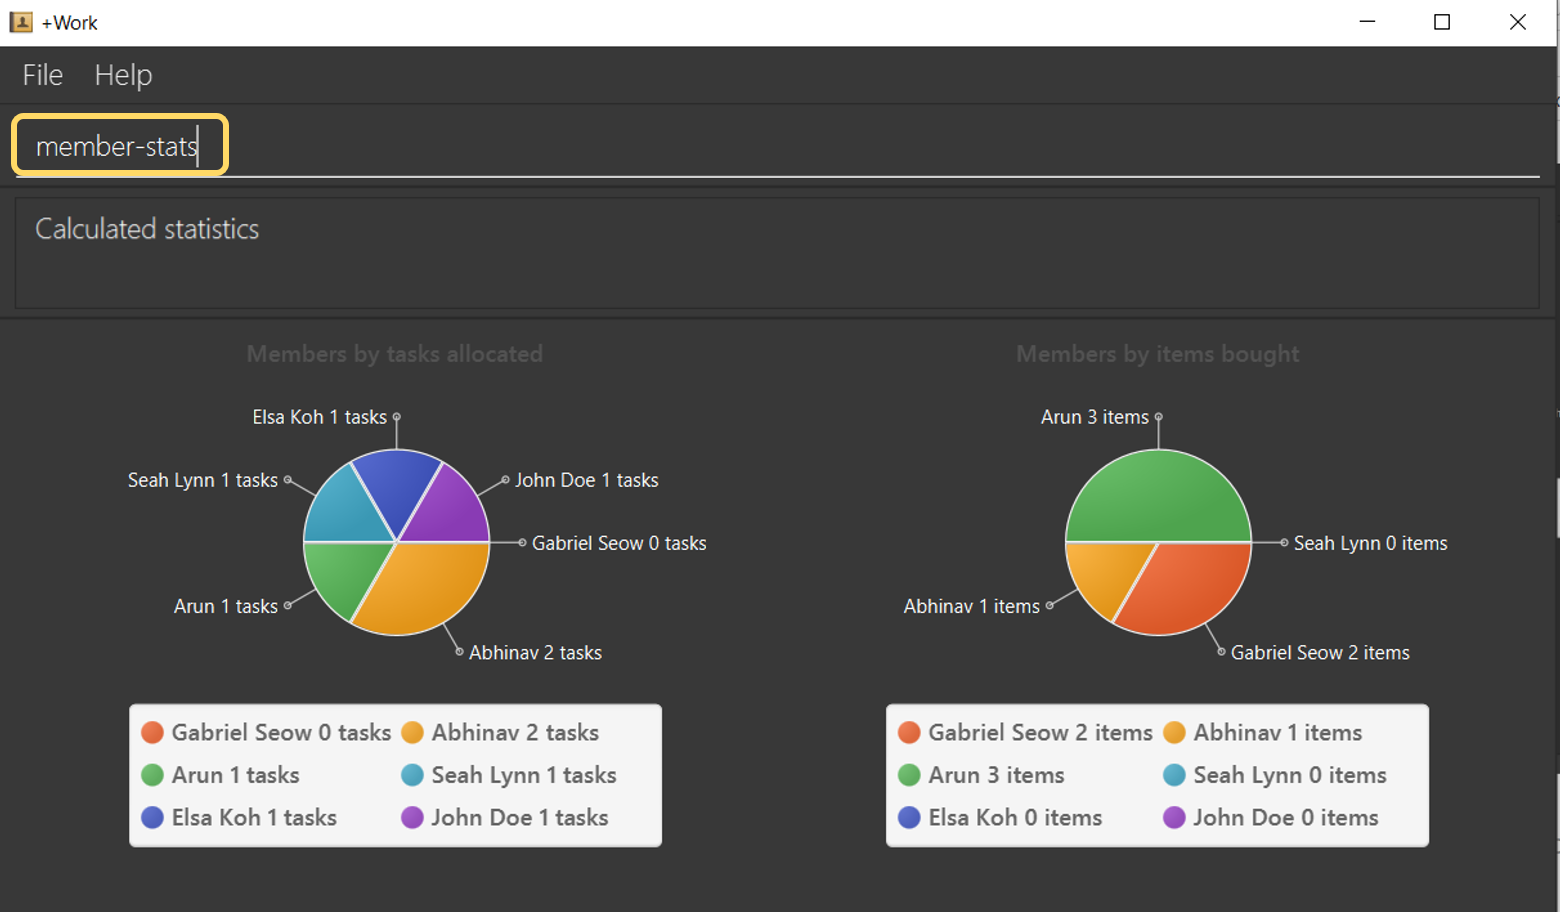 +Work
File Help
member-stats
Calculated statistics
Members by tasks allocated
Elsa Koh 1 tasks
Seah Lynn 1 tasks
John Doe 1 tasks
Gabriel Seow 0 tasks
Arun 1 tasks
Abhinav 2 tasks
Gabriel Seow 0 tasks Abhinav 2 tasks
Arun 1 tasks Seah Lynn 1 tasks
Elsa Koh 1 tasks John Doe 1 tasks
Members by items bought
Arun 3 items
Seah Lynn 0 items
Abhinav 1 items
Gabriel Seow 2 items
Gabriel Seow 2 items Abhinav 1 items
Arun 3 items Seah Lynn 0 items
Elsa Koh 0 items John Doe 0 items